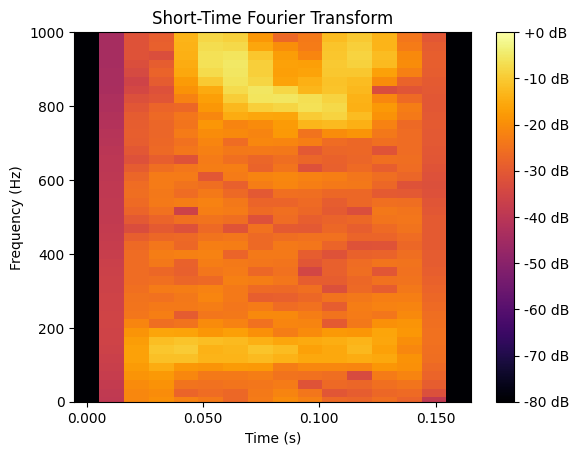 Short-Time Fourier Transform
1000
800
600
400
200
0
Frequency (Hz)
0.000
0.050
0.100
0.150
Time (s)
+0 dB
-10 dB
-20 dB
-30 dB
-40 dB
-50 dB
-60 dB
-70 dB
-80 dB